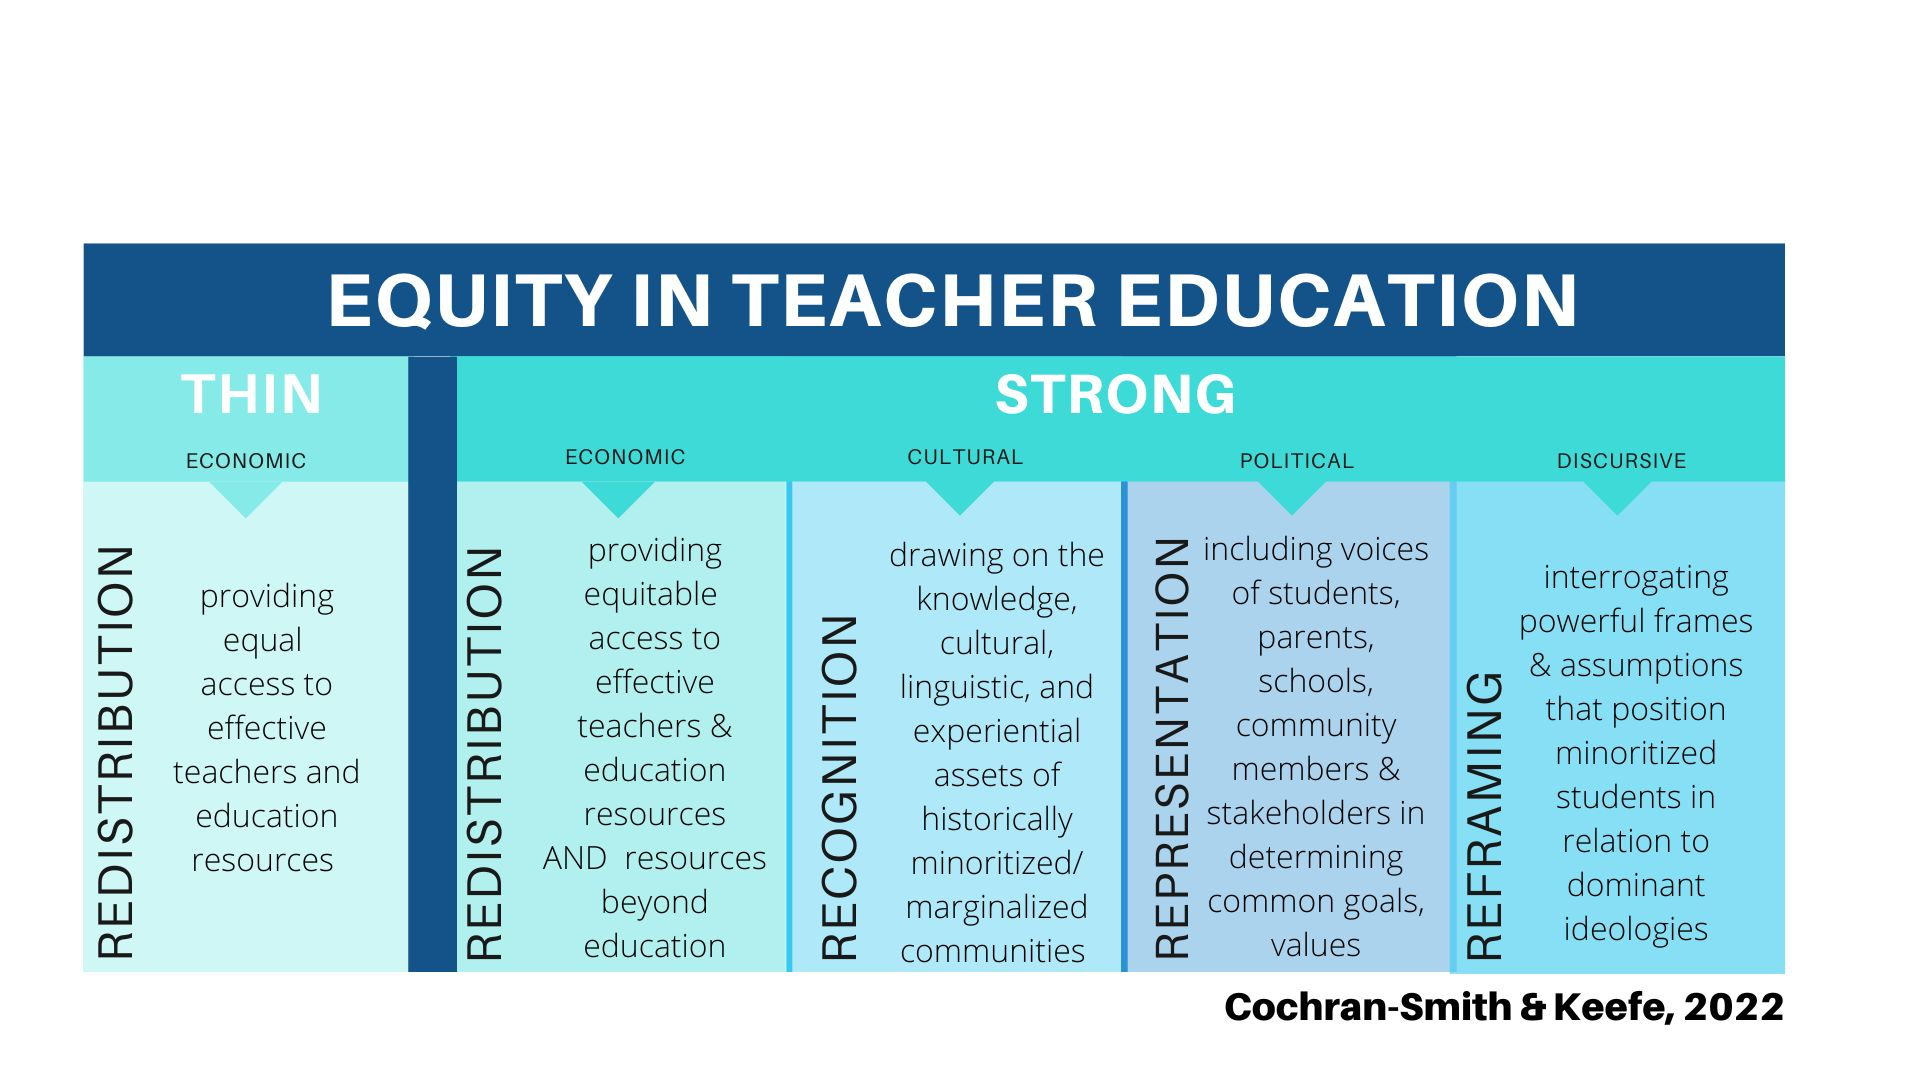 EQUITY IN TEACHER EDUCATION
THIN
STRONG
ECONOMIC
ECONOMIC
CULTURAL
POLITICAL
DISCURSIVE
REDISTRIBUTION
providing
equal
access to
effective
teachers and
education
resources
REDISTRIBUTION
providing
equitable
access to
effective
teachers &
education
resources
AND resources
beyond
education
RECOGNITION
drawing on the
knowledge,
cultural,
linguistic, and
experiential
assets of
historically
minoritized/
marginalized
communities
REPRESENTATION
including voices
of students,
parents,
schools,
community
members &
stakeholders in
determining
common goals,
values
REFRAMING
interrogating
powerful frames
& assumptions
that position
minoritized
students in
relation to
dominant
ideologies
Cochran-Smith & Keefe, 2022